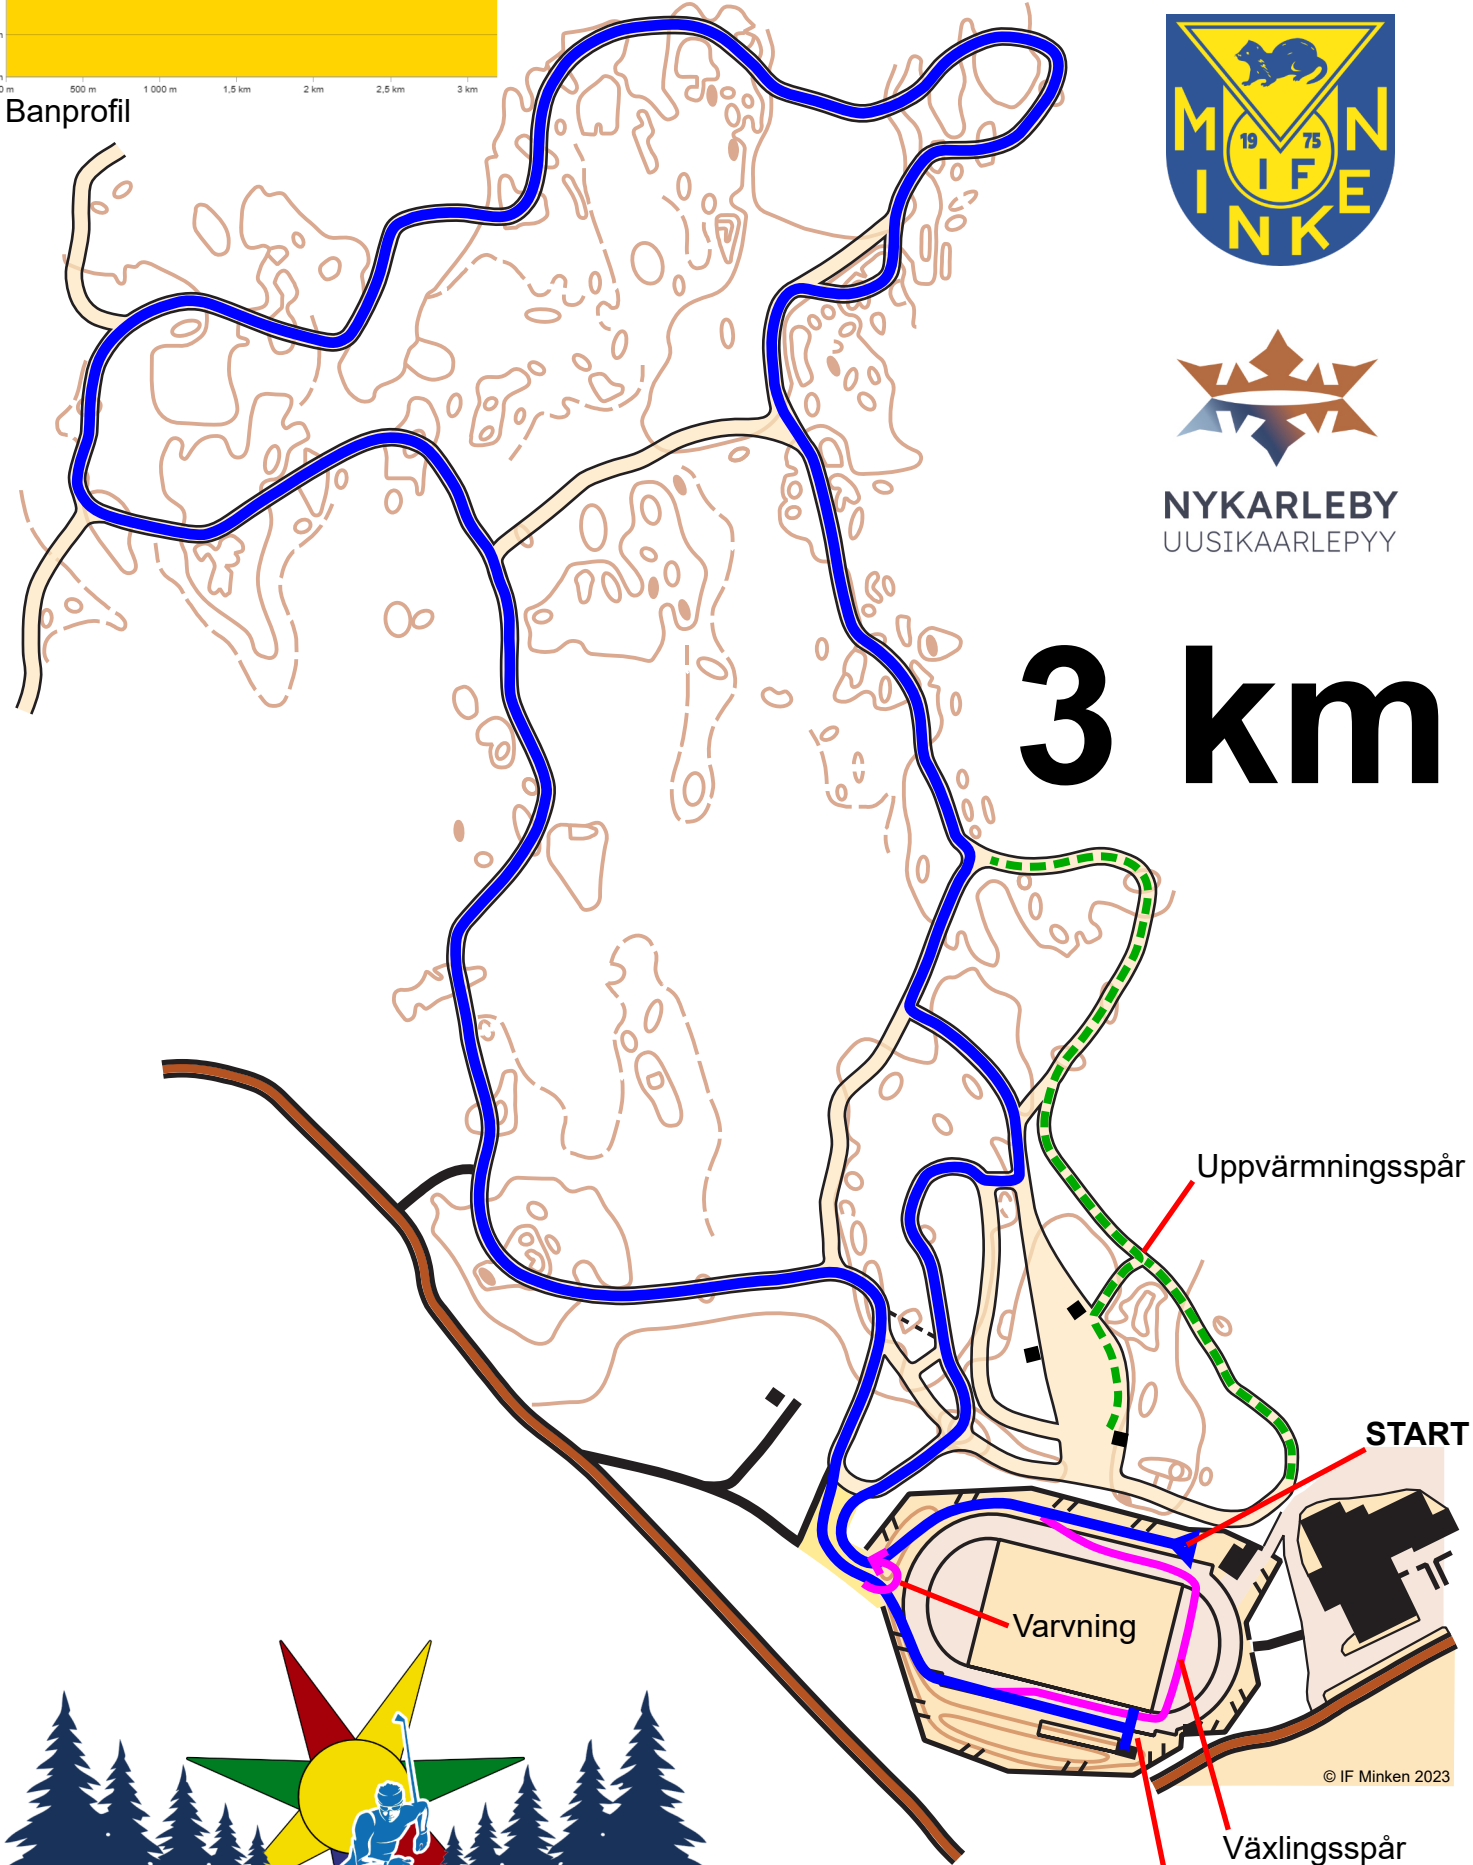 0 m 500 m 1 000 m 1,5 km 2 km 2,5 km 3 km
Banprofil
M N
19 75
I I F E
N K
NYKARLEBY
UUSIKAARLEPYY
3 km
Uppvärmningsspår
START
Varvning
© IF Minken 2023
Växlingsspår